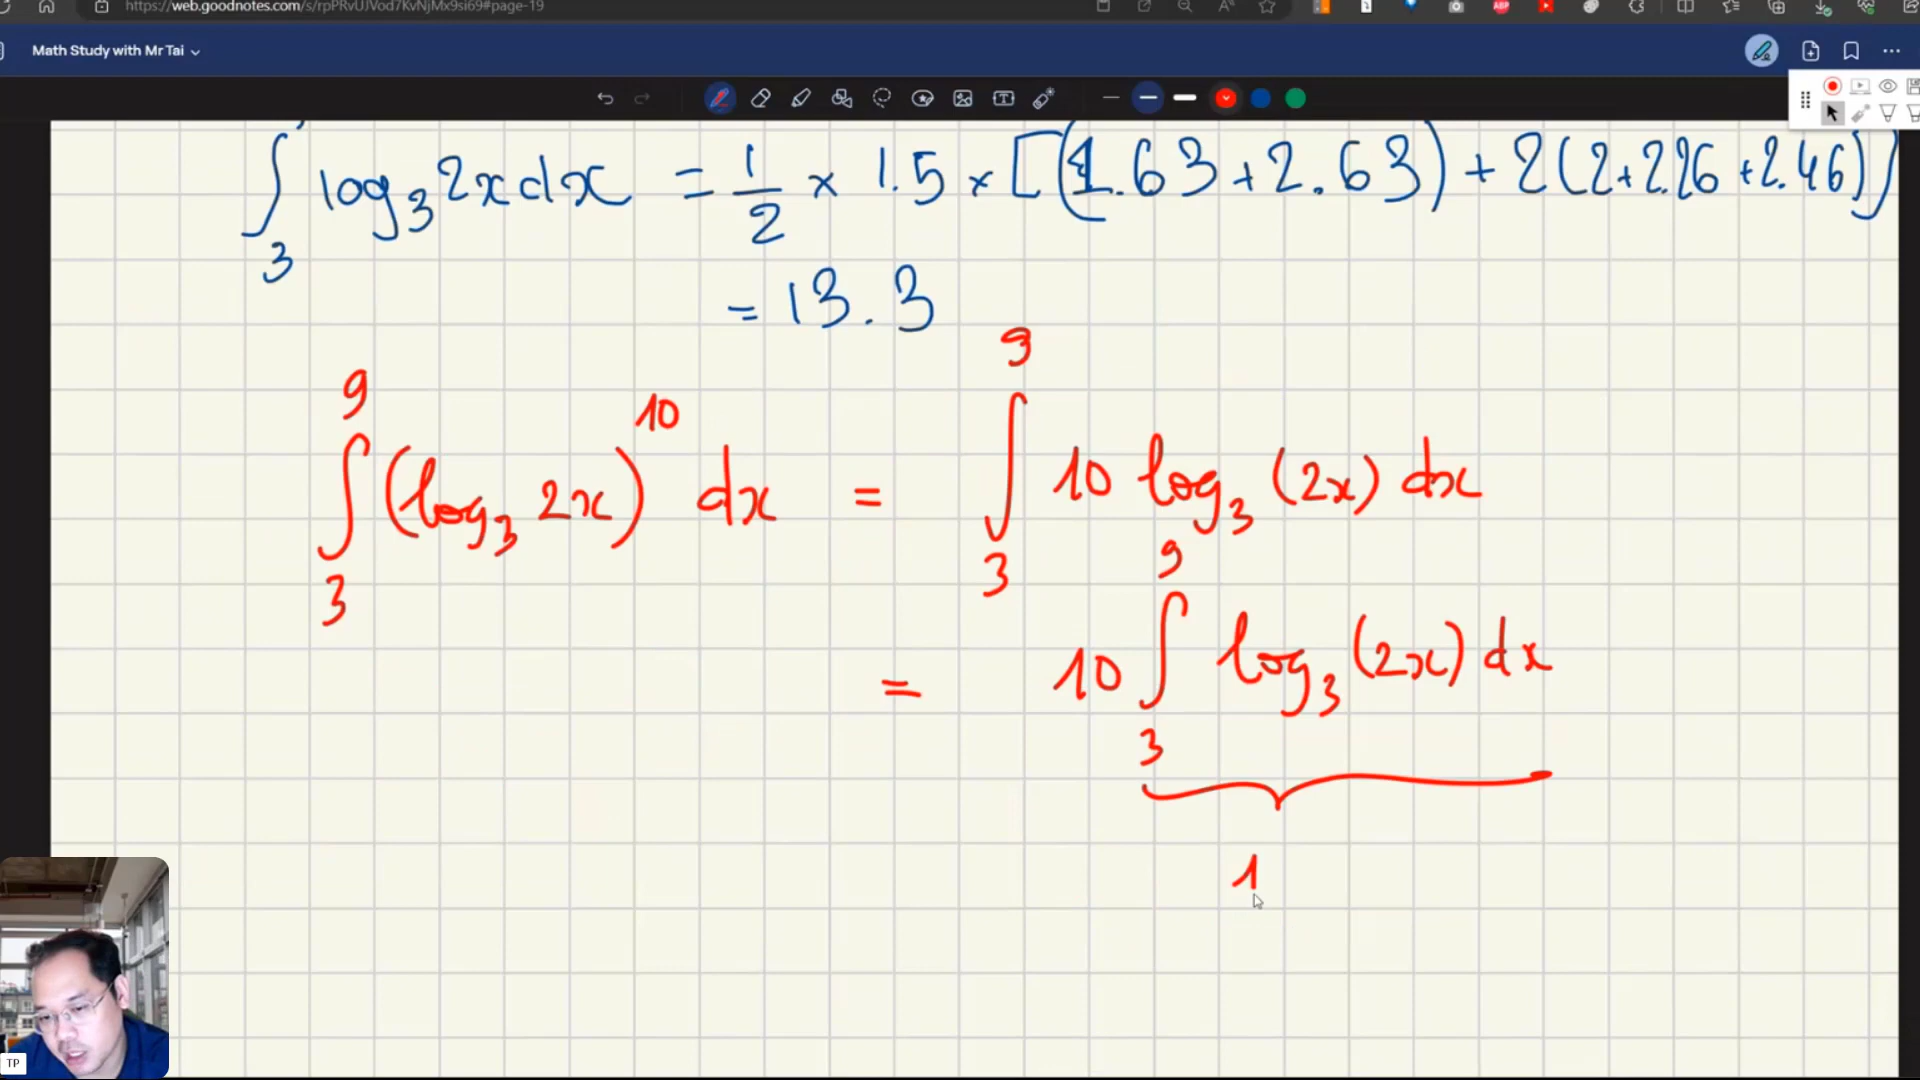 https://web.goodnotes.com/s/rpPRvUJVod7KvNjMx9si69#page-19
Math Study with Mr Tai
∫₃ log₃ 2x dx = 1/2 × 1.5 × [(1.63 + 2.63) + 2(2 + 2.26 + 2.46)]
= 13.3
∫₃⁹ (log₃ 2x)¹⁰ dx = ∫₃⁹ 10 log₃ (2x) dx
= 10 ∫₃⁹ log₃ (2x) dx
1
TP